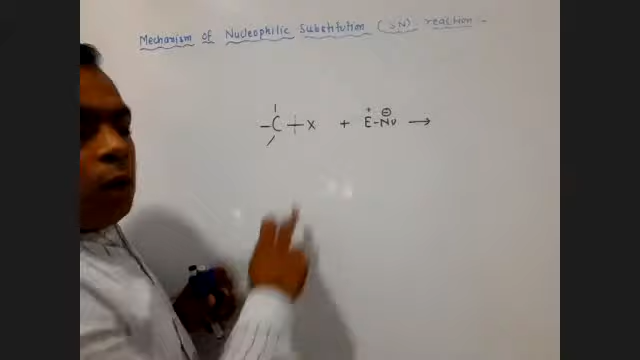 Mechanism of Nucleophilic Substitution (SN) reaction -
- C + X + E⁺ - Nu⊖ →